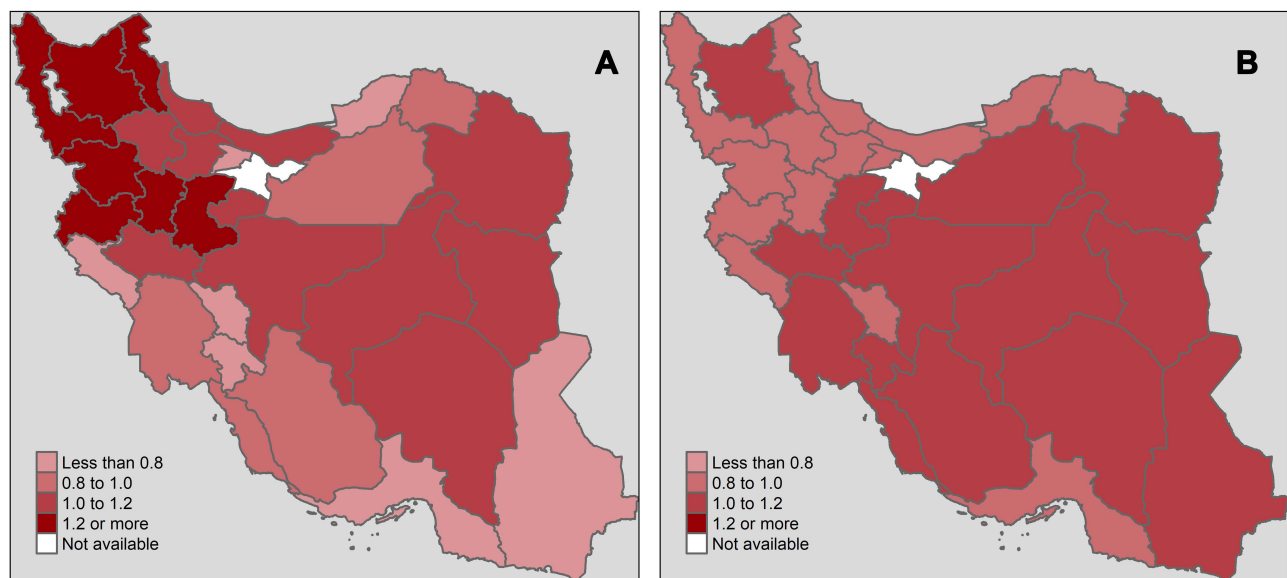 A
Less than 0.8
0.8 to 1.0
1.0 to 1.2
1.2 or more
Not available
B
Less than 0.8
0.8 to 1.0
1.0 to 1.2
1.2 or more
Not available